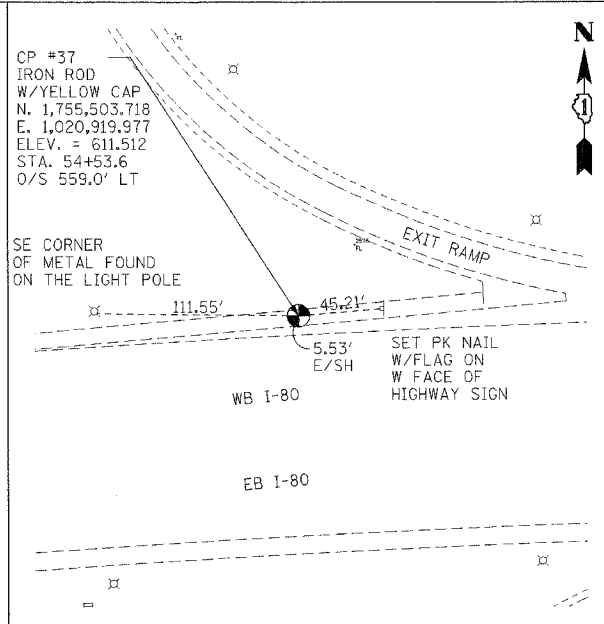 N
1
CP #37
IRON ROD
W/YELLOW CAP
N. 1,755,503.718
E. 1,020,919.977
ELEV. = 611.512
STA. 54+53.6
O/S 559.0' LT
SE CORNER
OF METAL FOUND
ON THE LIGHT POLE
EXIT RAMP
111.55'
45.21'
5.53'
E/SH
SET PK NAIL
W/FLAG ON
W FACE OF
HIGHWAY SIGN
WB I-80
EB I-80